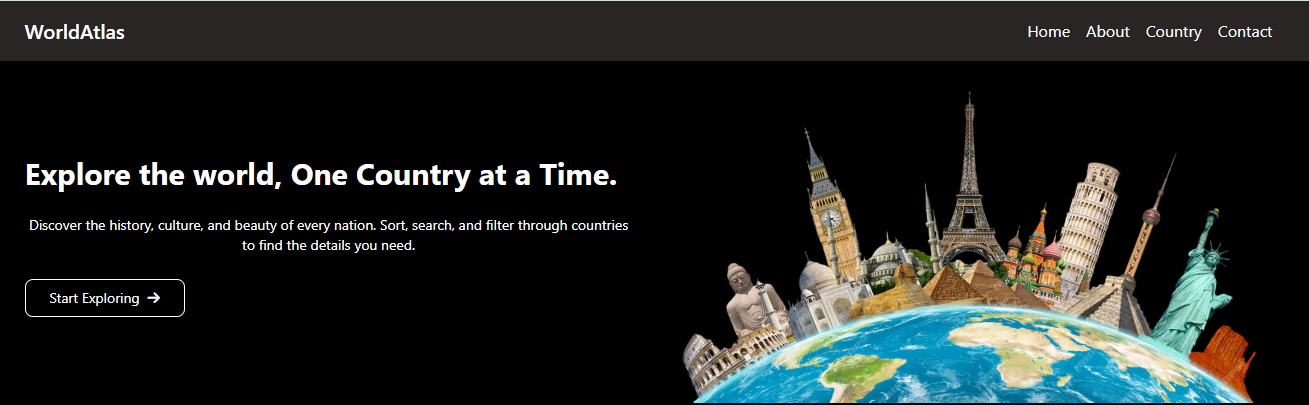 WorldAtlas
Home About Country Contact
Explore the world, One Country at a Time.
Discover the history, culture, and beauty of every nation. Sort, search, and filter through countries
to find the details you need.
Start Exploring →